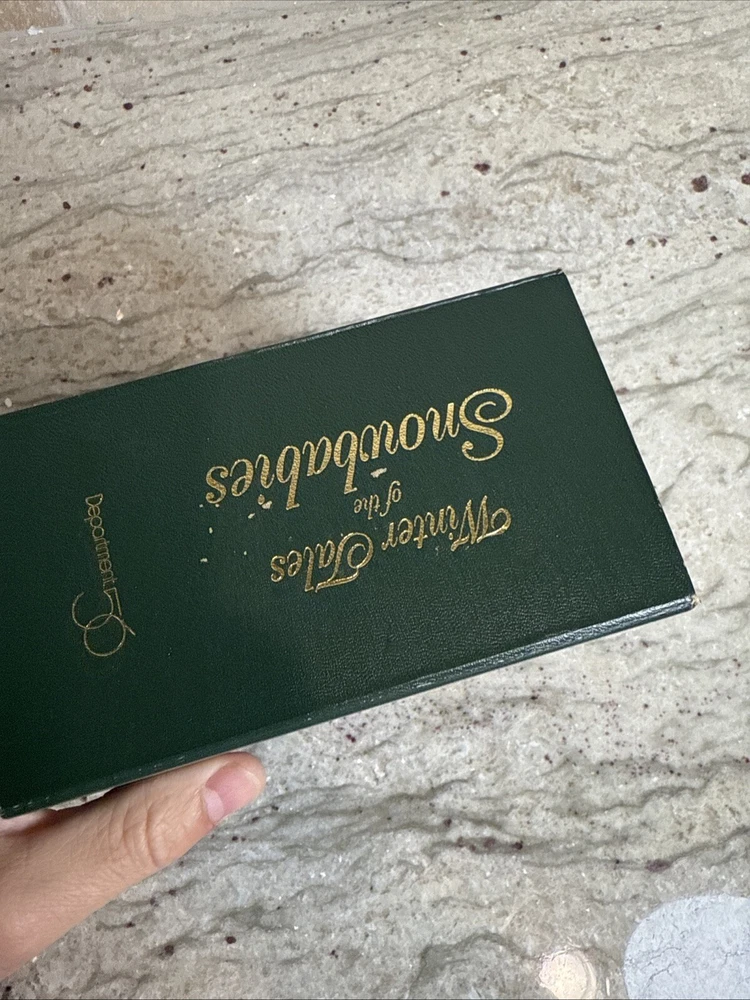 Winter Tales
of the
Snowbabies
Department 56